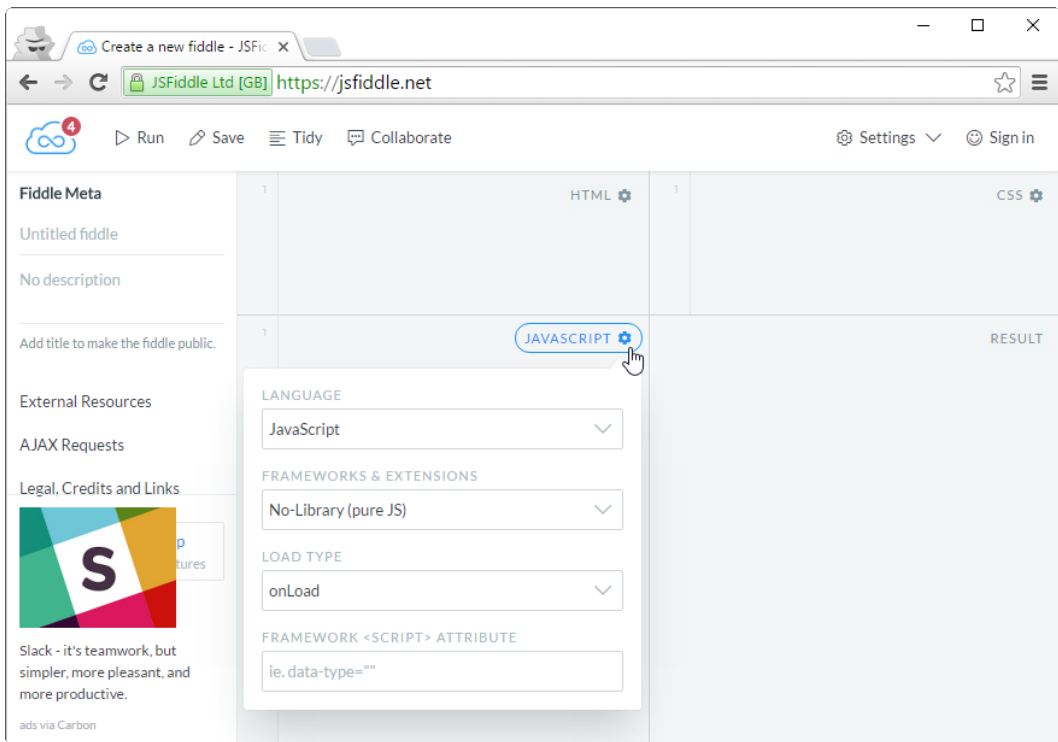 Create a new fiddle - JSFic
JSFiddle Ltd [GB] https://jsfiddle.net
4
Run Save Tidy Collaborate Settings Sign in
Fiddle Meta
Untitled fiddle
No description
Add title to make the fiddle public.
External Resources
AJAX Requests
Legal, Credits and Links
p
tures
S
Slack - it's teamwork, but
simpler, more pleasant, and
more productive.
ads via Carbon
1 HTML
1 CSS
1 JAVASCRIPT
RESULT
LANGUAGE
JavaScript
FRAMEWORKS & EXTENSIONS
No-Library (pure JS)
LOAD TYPE
onLoad
FRAMEWORK <SCRIPT> ATTRIBUTE
ie. data-type=""